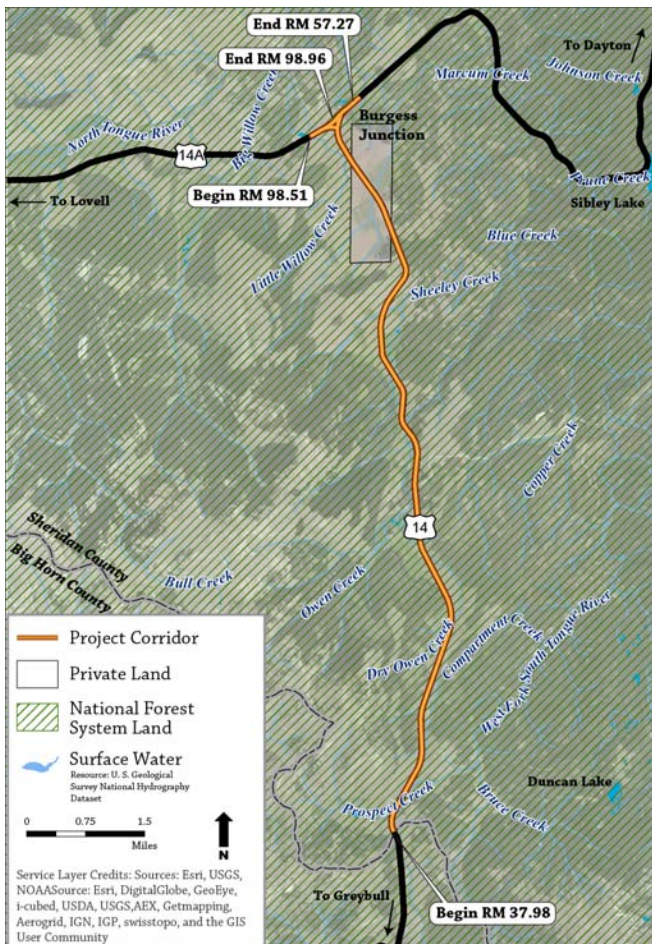 End RM 57.27
To Dayton
End RM 98.96
Marcum Creek
Johnson Creek
Big Willow Creek
Burgess
Junction
North Tongue River
14A
Begin RM 98.51
To Lovell
Prune Creek
Sibley Lake
Little Willow Creek
Blue Creek
Sheeley Creek
Copper Creek
14
Sheridan County
Big Horn County
Bull Creek
Owen Creek
Dry Owen Creek
Compartment Creek
West Fork South Tongue River
Prospect Creek
Bruce Creek
Duncan Lake
To Greybull
Begin RM 37.98
Project Corridor
Private Land
National Forest
System Land
Surface Water
Resource: U. S. Geological
Survey National Hydrography
Dataset
0 0.75 1.5
Miles
N
Service Layer Credits: Sources: Esri, USGS,
NOAASource: Esri, DigitalGlobe, GeoEye,
i-cubed, USDA, USGS,AEX, Getmapping,
Aerogrid, IGN, IGP, swisstopo, and the GIS
User Community